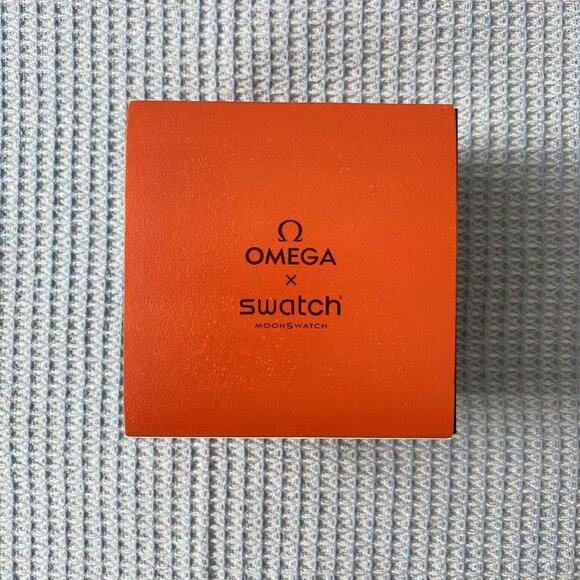 Ω
OMEGA
×
swatch®
MOONSWATCH